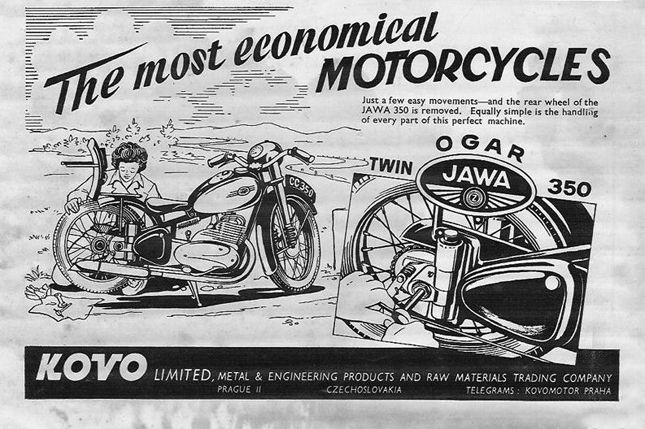 The most economical
MOTORCYCLES
Just a few easy movements—and the rear wheel of the
JAWA 350 is removed. Equally simple is the handling
of every part of this perfect machine.
OGAR
TWIN
JAWA
350
CC 350
KOVO LIMITED, METAL & ENGINEERING PRODUCTS AND RAW MATERIALS TRADING COMPANY
PRAGUE II CZECHOSLOVAKIA TELEGRAMS: KOVOMOTOR PRAHA